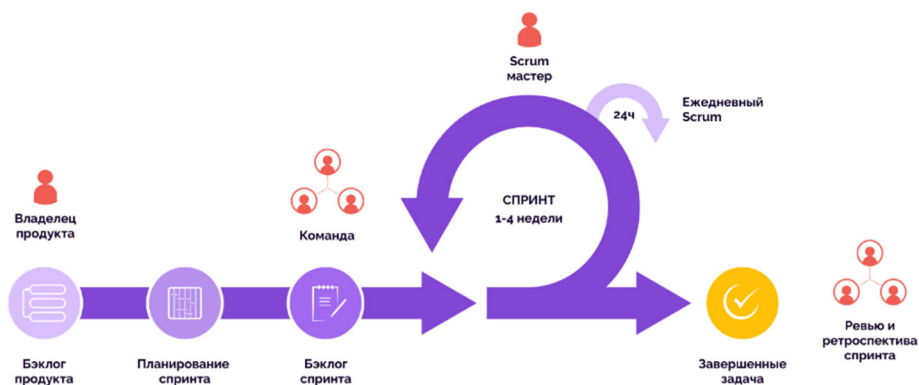 Scrum
мастер
24ч
Ежедневный
Scrum
Владелец
продукта
Команда
СПРИНТ
1-4 недели
Бэклог
продукта
Планирование
спринта
Бэклог
спринта
Завершенные
задача
Ревью и
ретроспектива
спринта